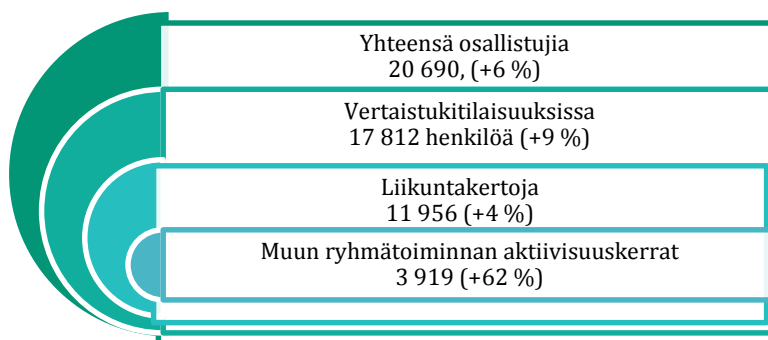 Yhteensä osallistujia
20 690, (+6 %)
Vertaistukitilaisuuksissa
17 812 henkilöä (+9 %)
Liikuntakertoja
11 956 (+4 %)
Muun ryhmätoiminnan aktiivisuuskerrat
3 919 (+62 %)